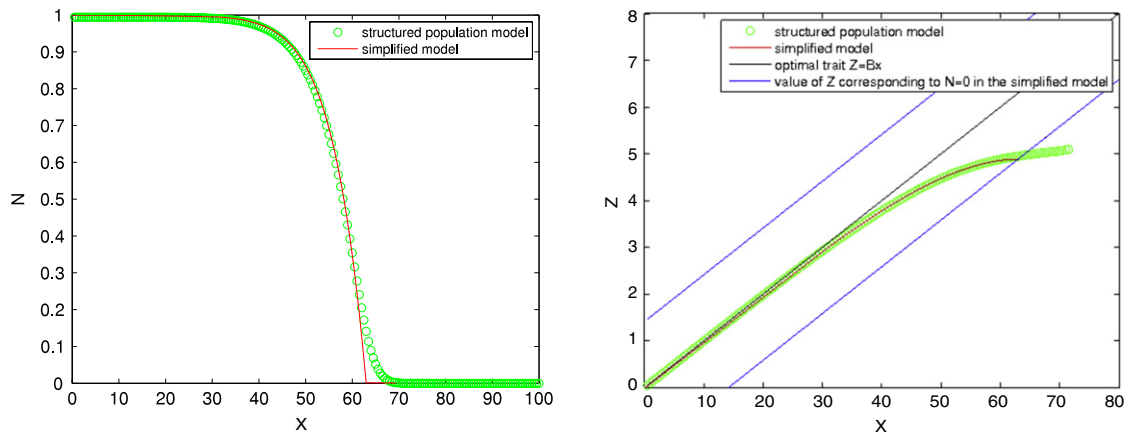 1
0.9
0.8
0.7
0.6
0.5
0.4
0.3
0.2
0.1
0
N
structured population model
simplified model
0 10 20 30 40 50 60 70 80 90 100
X
8
7
6
5
4
3
2
1
0
Z
structured population model
simplified model
optimal trait Z=Bx
value of Z corresponding to N=0 in the simplified model
0 10 20 30 40 50 60 70 80
X